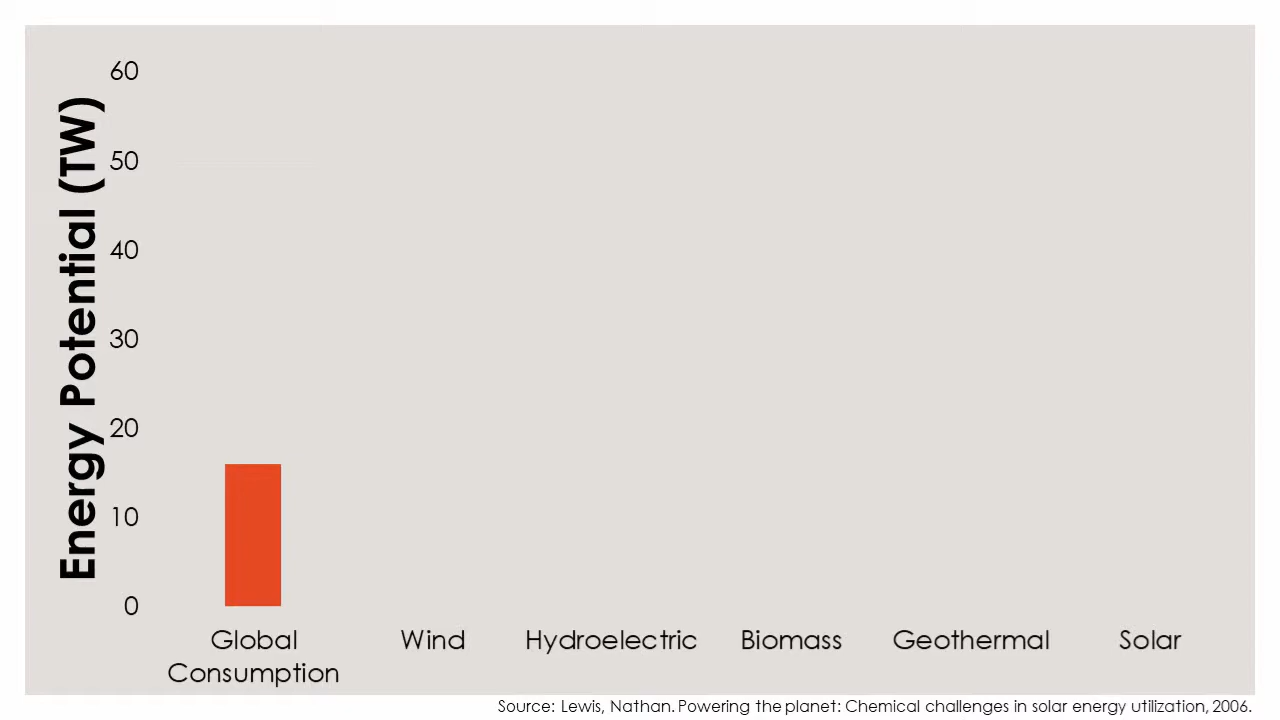 Energy Potential (TW)
60
50
40
30
20
10
0
Global
Consumption
Wind
Hydroelectric
Biomass
Geothermal
Solar
Source: Lewis, Nathan. Powering the planet: Chemical challenges in solar energy utilization, 2006.